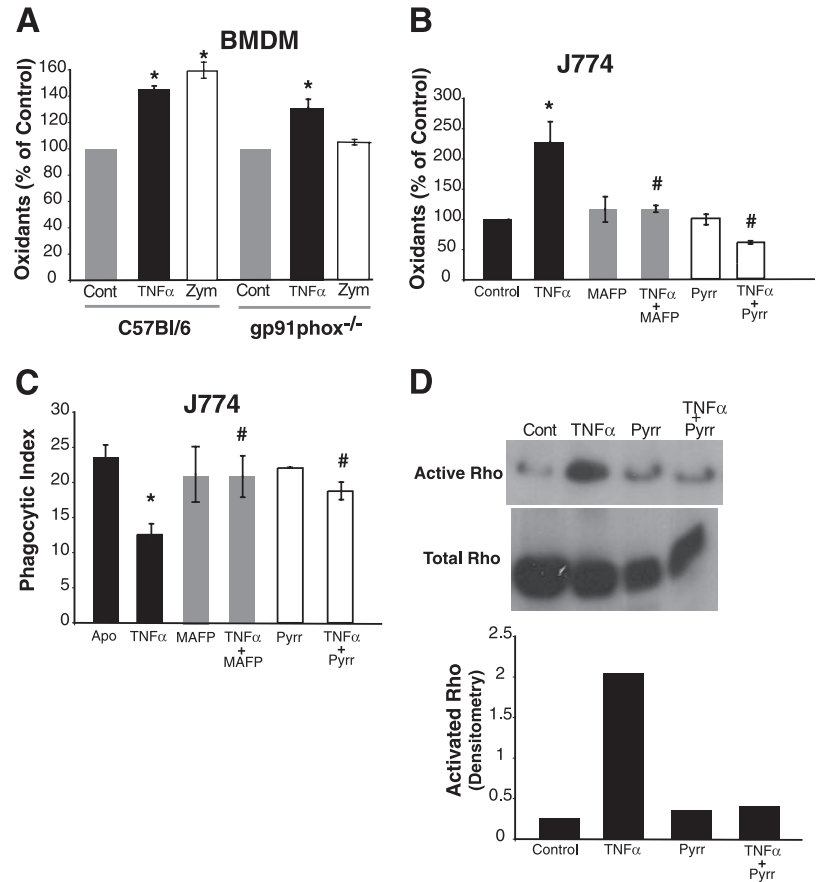 A
BMDM
Oxidants (% of Control)
160
140
120
100
80
60
40
20
0
*
*
*
Cont TNFα Zym Cont TNFα Zym
C57Bl/6 gp91phox-/-
B
J774
Oxidants (% of Control)
300
250
200
150
100
50
0
*
#
#
Control TNFα MAFP TNFα + MAFP Pyrr TNFα + Pyrr
C
J774
Phagocytic Index
30
25
20
15
10
5
0
*
#
#
Apo TNFα MAFP TNFα + MAFP Pyrr TNFα + Pyrr
D
Cont TNFα Pyrr TNFα + Pyrr
Active Rho
Total Rho
Activated Rho
(Densitometry)
2.5
2
1.5
1
0.5
0
Control TNFα Pyrr TNFα + Pyrr